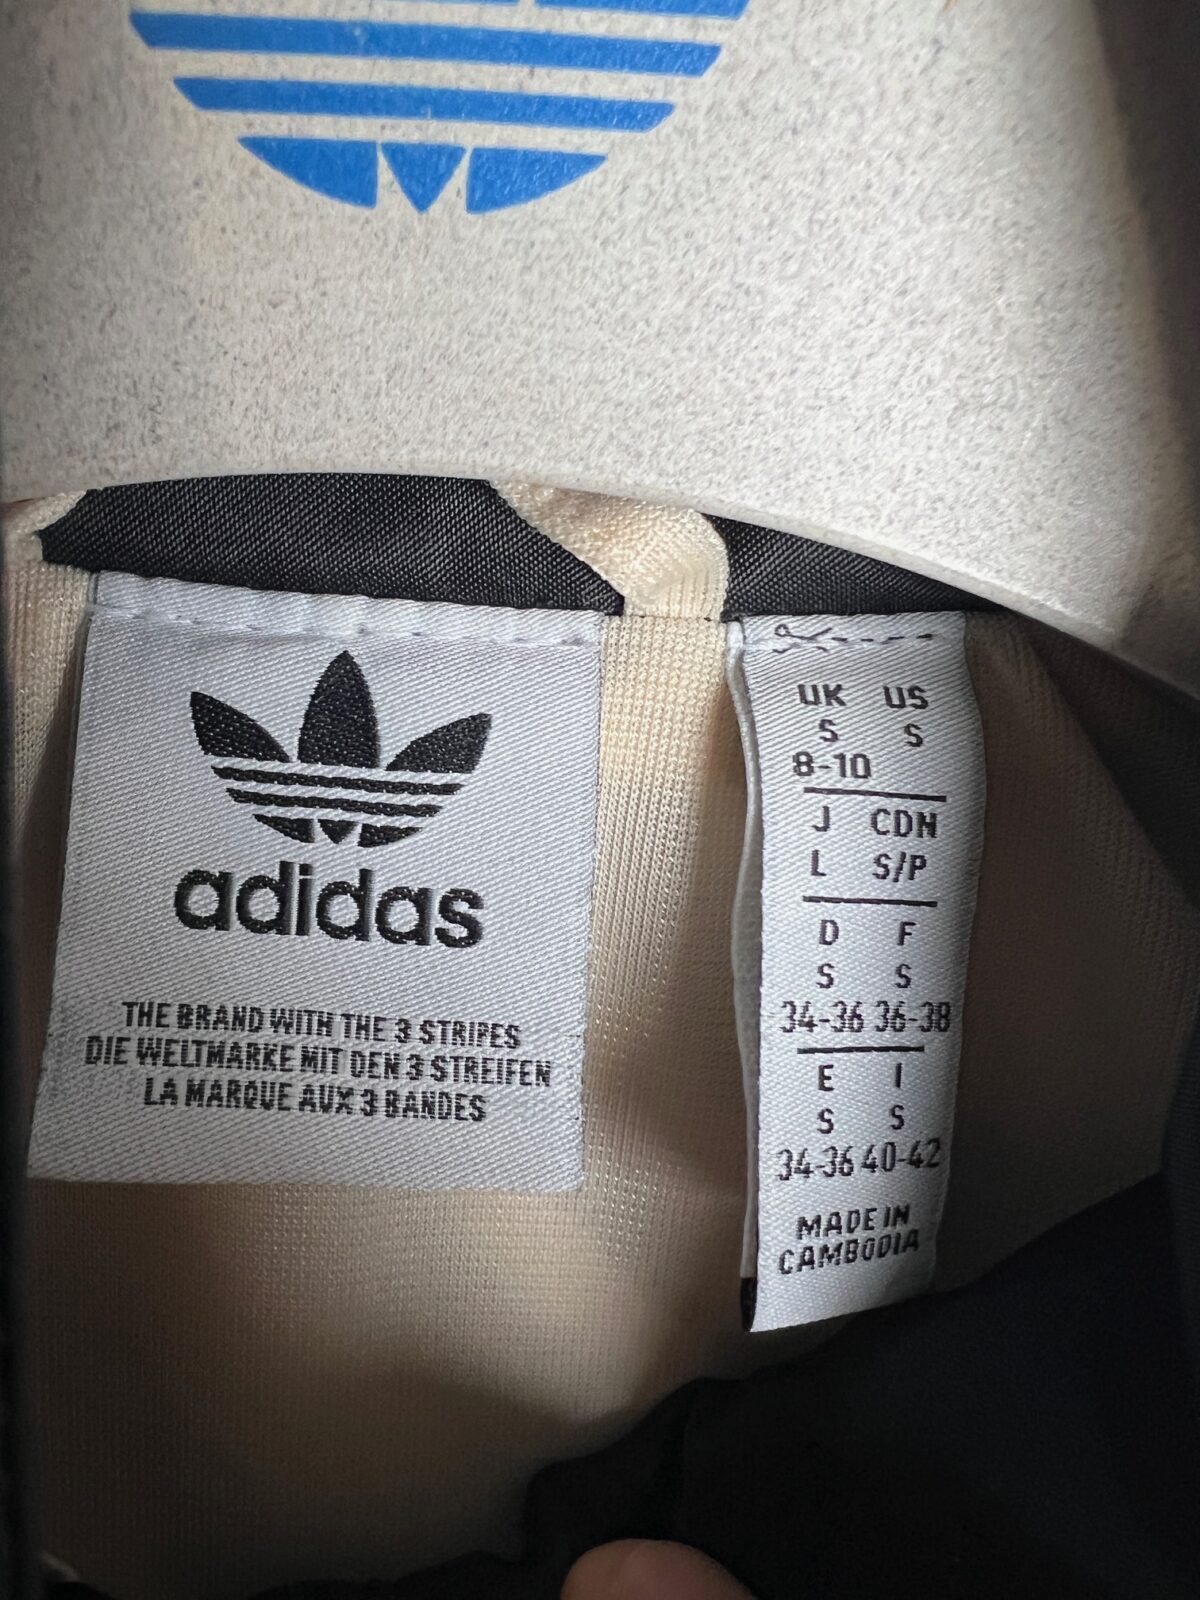 adidas
THE BRAND WITH THE 3 STRIPES
DIE WELTMARKE MIT DEN 3 STREIFEN
LA MARQUE AUX 3 BANDES
UK US
S S
8-10
J CDN
L S/P
D F
S S
34-36 36-38
E I
S S
34-36 40-42
MADE IN
CAMBODIA